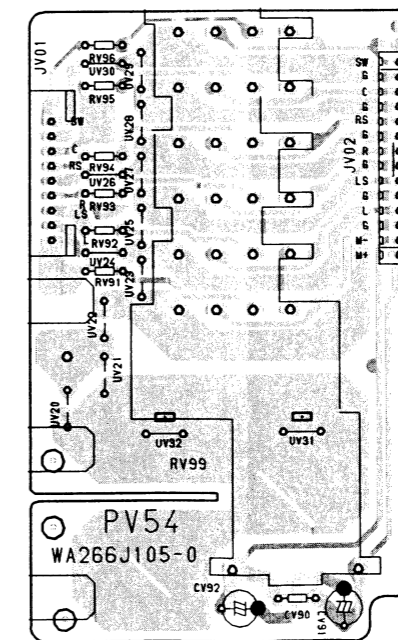 JV01
RV96
UV30
RV95
UV29
UV28
SW
C
RS
R
LS
L
RV94
UV26
RV93
UV27
UV25
RV92
UV24
RV91
UV23
UV29
UV21
UV20
JV02
SW
G
C
G
RS
G
R
G
LS
G
L
G
M-
M+
UV32
UV31
RV99
PV54
WA266J105-0
CV92
CV90
CV91